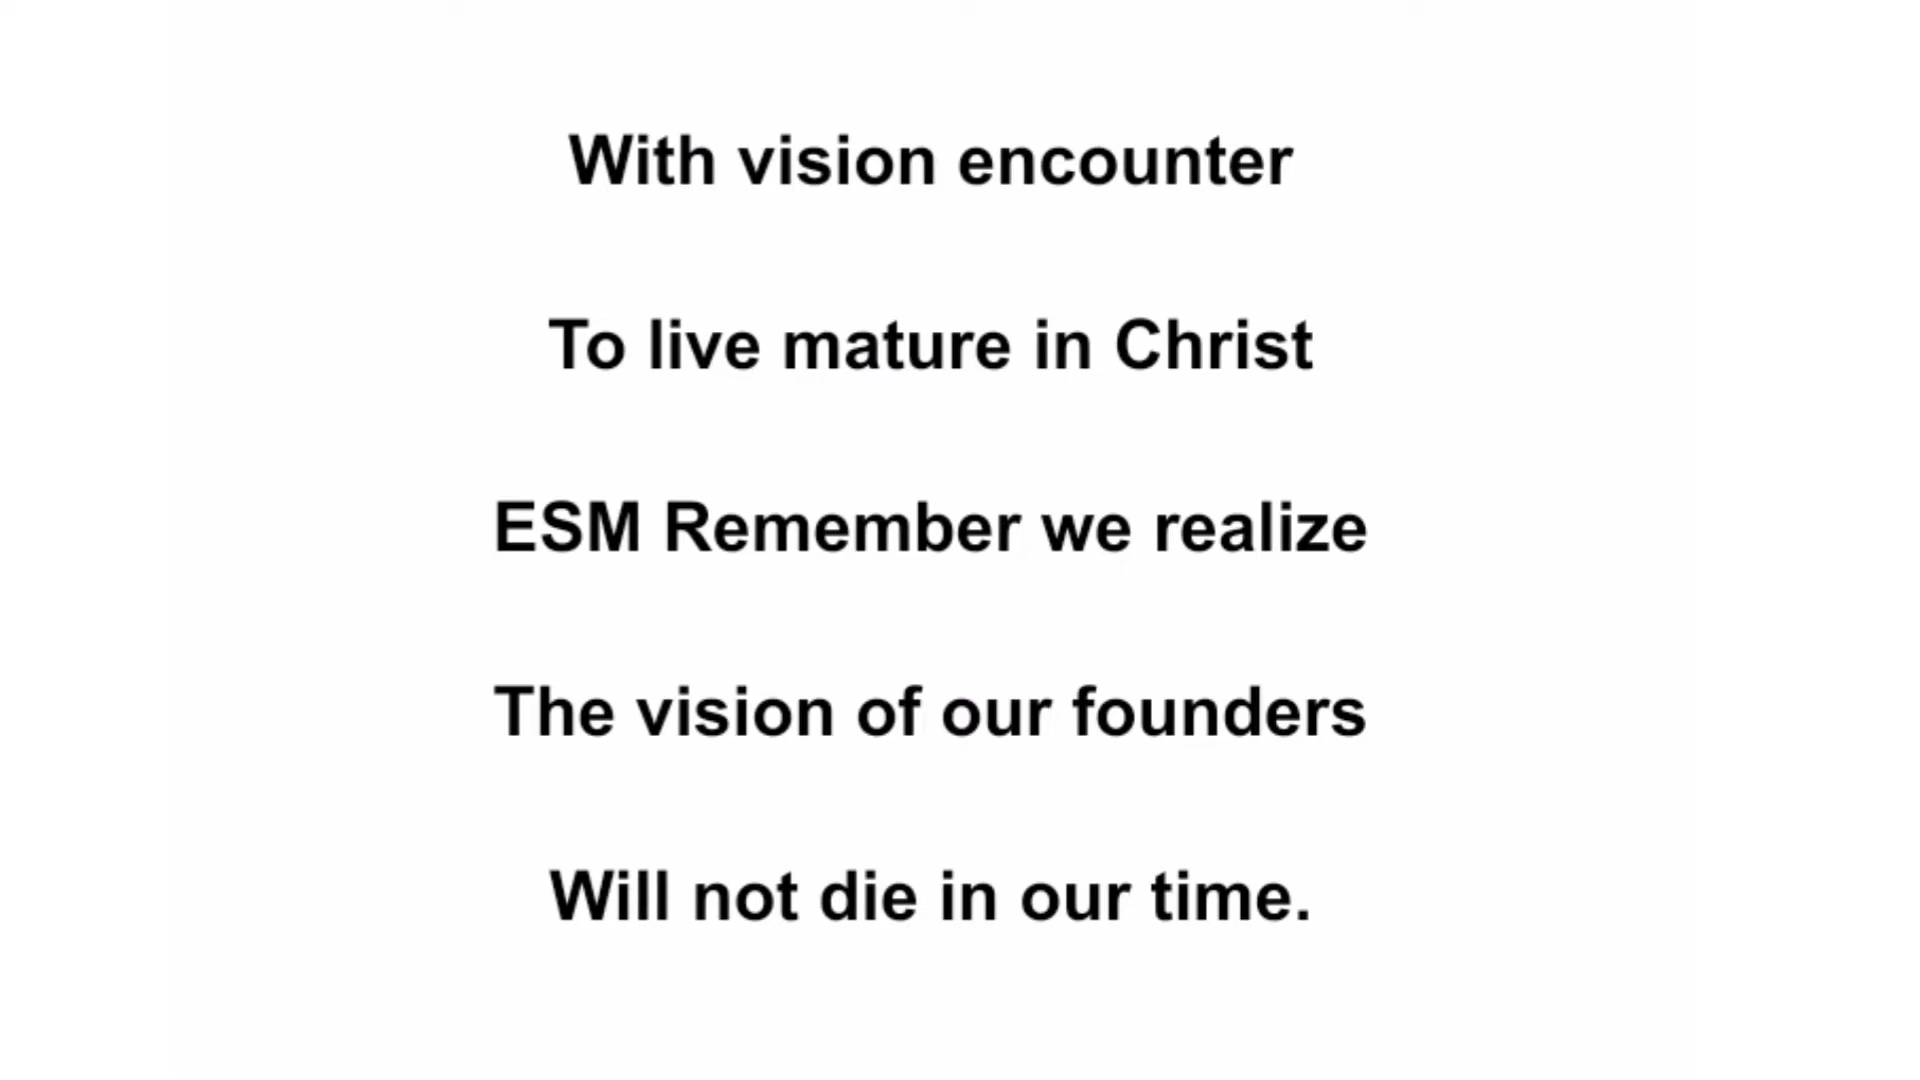 With vision encounter
To live mature in Christ
ESM Remember we realize
The vision of our founders
Will not die in our time.